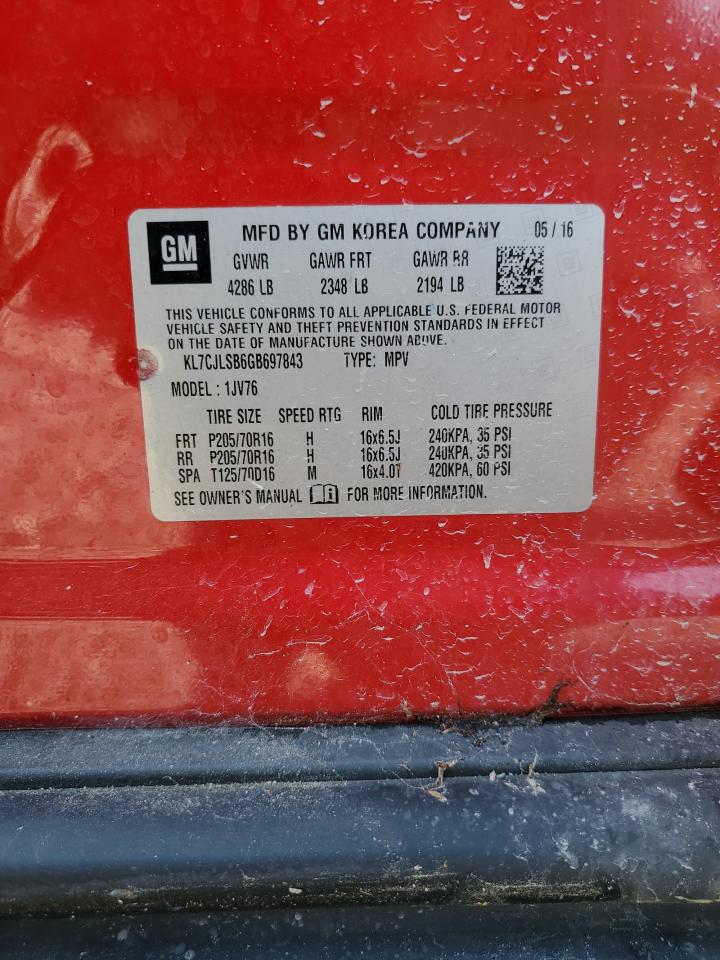 GM MFD BY GM KOREA COMPANY 05 / 16
GVWR GAWR FRT GAWR RR
4286 LB 2348 LB 2194 LB
THIS VEHICLE CONFORMS TO ALL APPLICABLE U.S. FEDERAL MOTOR
VEHICLE SAFETY AND THEFT PREVENTION STANDARDS IN EFFECT
ON THE DATE OF MANUFACTURE SHOWN ABOVE.
KL7CJLSB6GB697843 TYPE: MPV
MODEL : 1JV76
TIRE SIZE SPEED RTG RIM COLD TIRE PRESSURE
FRT P205/70R16 H 16x6.5J 240KPA, 35 PSI
RR P205/70R16 H 16x6.5J 240KPA, 35 PSI
SPA T125/70D16 M 16x4.0T 420KPA, 60 PSI
SEE OWNER'S MANUAL FOR MORE INFORMATION.